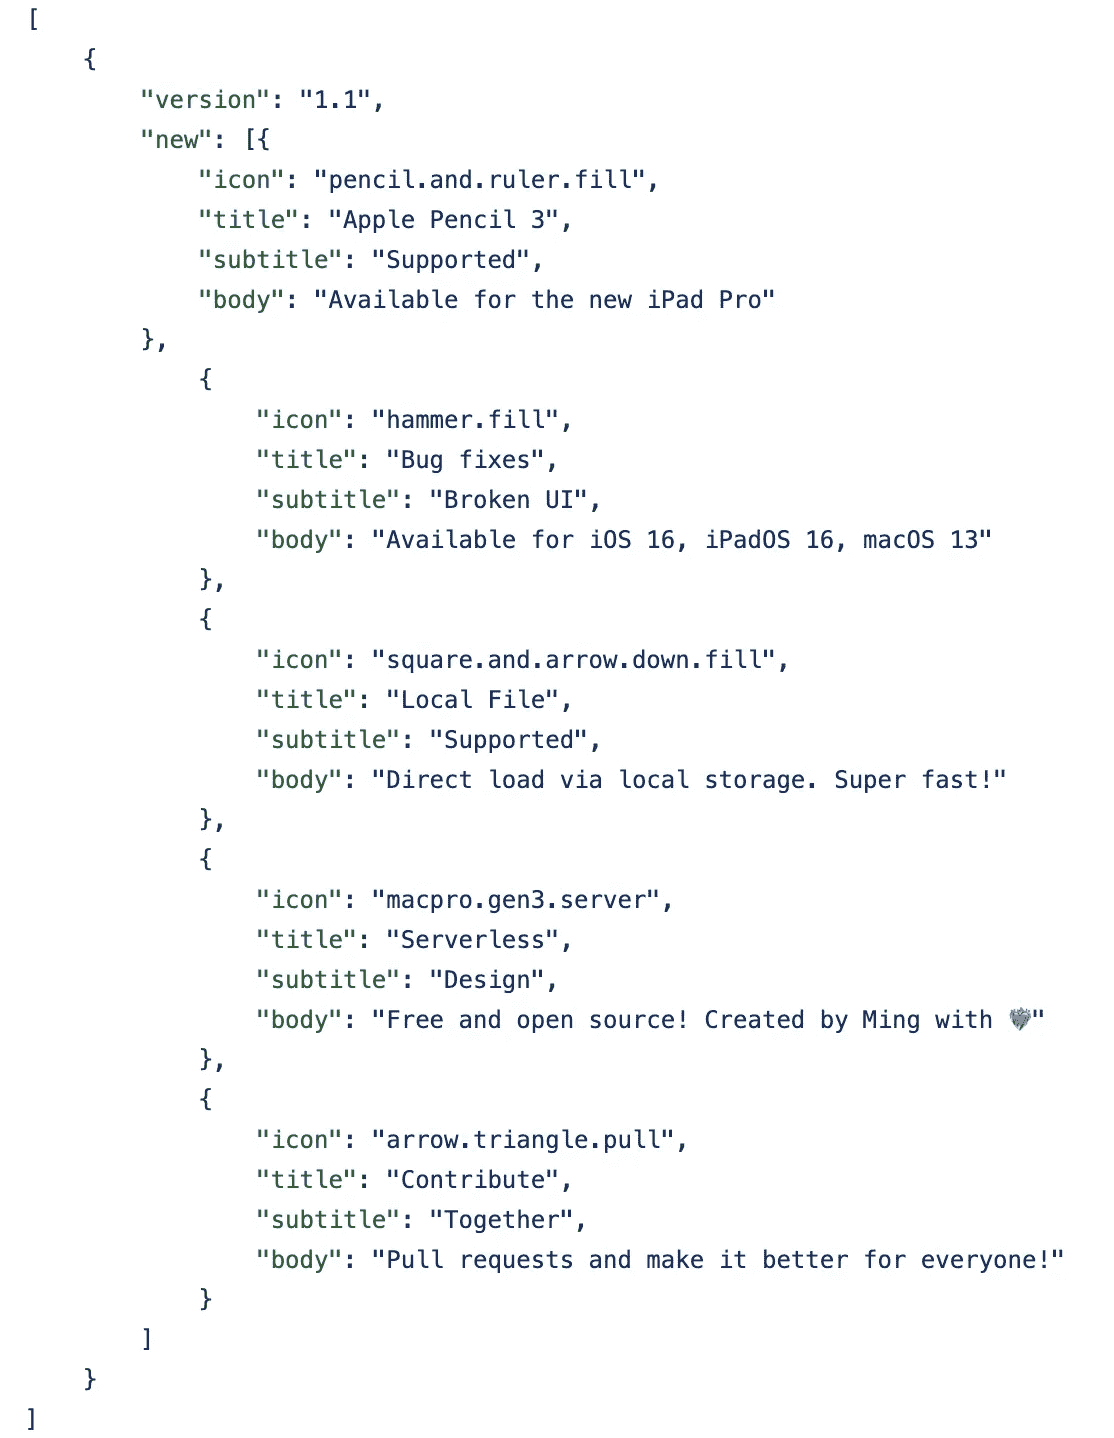 [
    {
        "version": "1.1",
        "new": [{
            "icon": "pencil.and.ruler.fill",
            "title": "Apple Pencil 3",
            "subtitle": "Supported",
            "body": "Available for the new iPad Pro"
        },
            {
                "icon": "hammer.fill",
                "title": "Bug fixes",
                "subtitle": "Broken UI",
                "body": "Available for iOS 16, iPadOS 16, macOS 13"
            },
            {
                "icon": "square.and.arrow.down.fill",
                "title": "Local File",
                "subtitle": "Supported",
                "body": "Direct load via local storage. Super fast!"
            },
            {
                "icon": "macpro.gen3.server",
                "title": "Serverless",
                "subtitle": "Design",
                "body": "Free and open source! Created by Ming with 🩶"
            },
            {
                "icon": "arrow.triangle.pull",
                "title": "Contribute",
                "subtitle": "Together",
                "body": "Pull requests and make it better for everyone!"
            }
        ]
    }
]